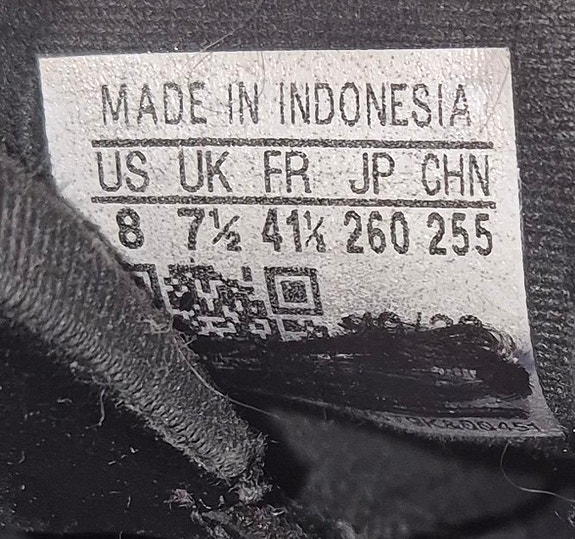 MADE IN INDONESIA
US UK FR JP CHN
8 7½ 41⅓ 260 255